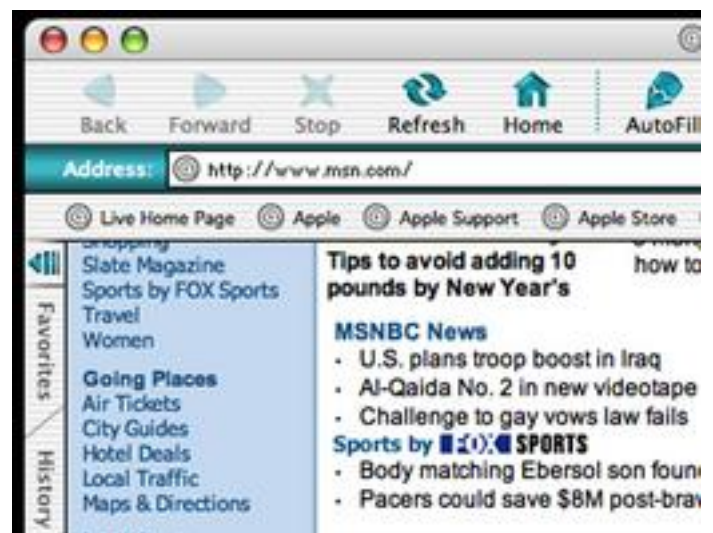 Back Forward Stop Refresh Home AutoFill
Address: http://www.msn.com/
Live Home Page Apple Apple Support Apple Store
Favorites
History
Shopping
Slate Magazine
Sports by FOX Sports
Travel
Women
Going Places
Air Tickets
City Guides
Hotel Deals
Local Traffic
Maps & Directions
Tips to avoid adding 10
pounds by New Year's
how to
MSNBC News
· U.S. plans troop boost in Iraq
· Al-Qaida No. 2 in new videotape
· Challenge to gay vows law fails
Sports by FOX SPORTS
· Body matching Ebersol son foun
· Pacers could save $8M post-braw